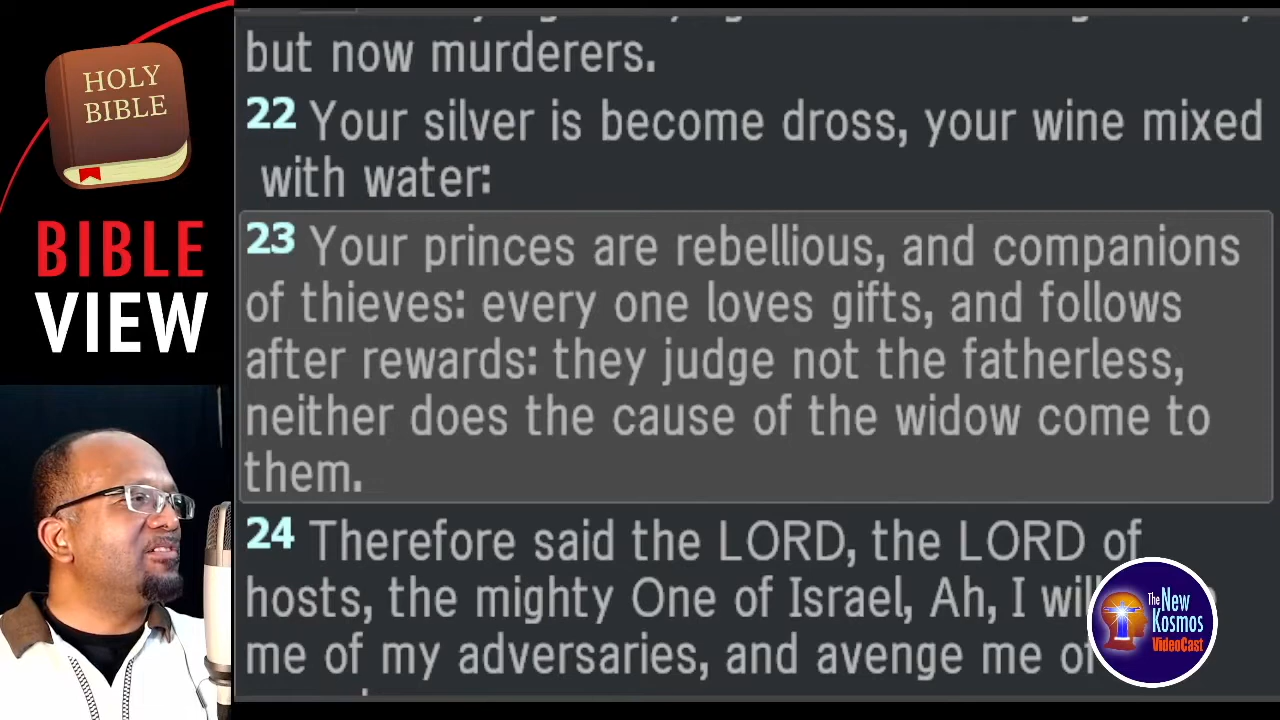 HOLY
BIBLE
BIBLE
VIEW
but now murderers.
22 Your silver is become dross, your wine mixed
with water:
23 Your princes are rebellious, and companions
of thieves: every one loves gifts, and follows
after rewards: they judge not the fatherless,
neither does the cause of the widow come to
them.
24 Therefore said the LORD, the LORD of
hosts, the mighty One of Israel, Ah, I
me of my adversaries, and avenge me of
The New
Kosmos
VideoCast